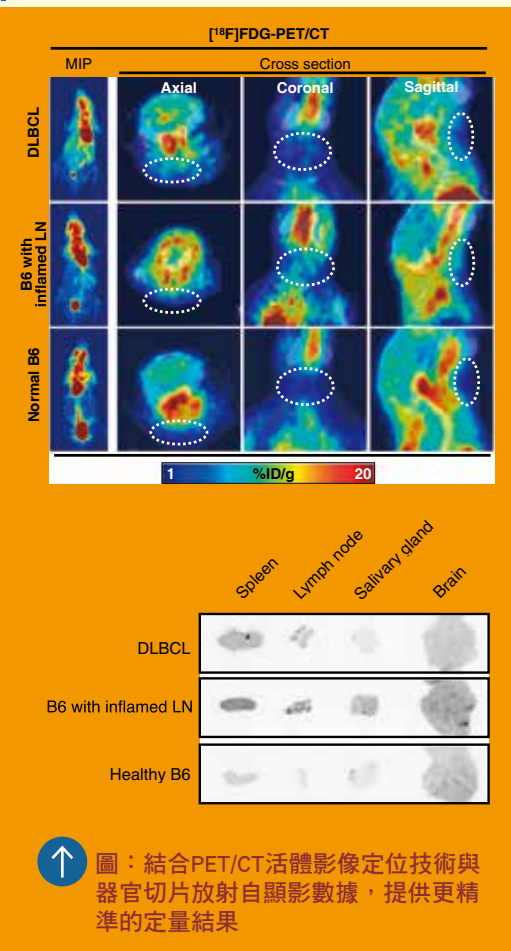 [¹⁸F]FDG-PET/CT
MIP
Cross section
Axial
Coronal
Sagittal
DLBCL
B6 with
inflamed LN
Normal B6
1
%ID/g
20
Spleen
Lymph node
Salivary gland
Brain
DLBCL
B6 with inflamed LN
Healthy B6
圖：結合PET/CT活體影像定位技術與
器官切片放射自顯影數據，提供更精
準的定量結果